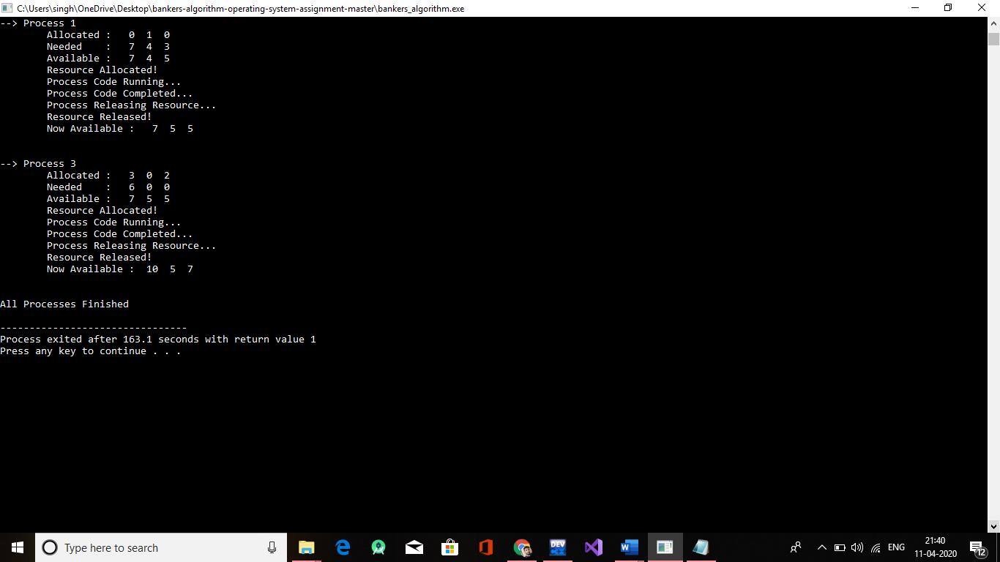 C:\Users\singh\OneDrive\Desktop\bankers-algorithm-operating-system-assignment-master\bankers_algorithm.exe
--> Process 1
Allocated :   0  1  0
Needed    :   7  4  3
Available :   7  4  5
Resource Allocated!
Process Code Running...
Process Code Completed...
Process Releasing Resource...
Resource Released!
Now Available :   7  5  5
--> Process 3
Allocated :   3  0  2
Needed    :   6  0  0
Available :   7  5  5
Resource Allocated!
Process Code Running...
Process Code Completed...
Process Releasing Resource...
Resource Released!
Now Available :  10  5  7
All Processes Finished
--------------------------------
Process exited after 163.1 seconds with return value 1
Press any key to continue . . .
Type here to search
DEV
ENG
21:40
11-04-2020
12